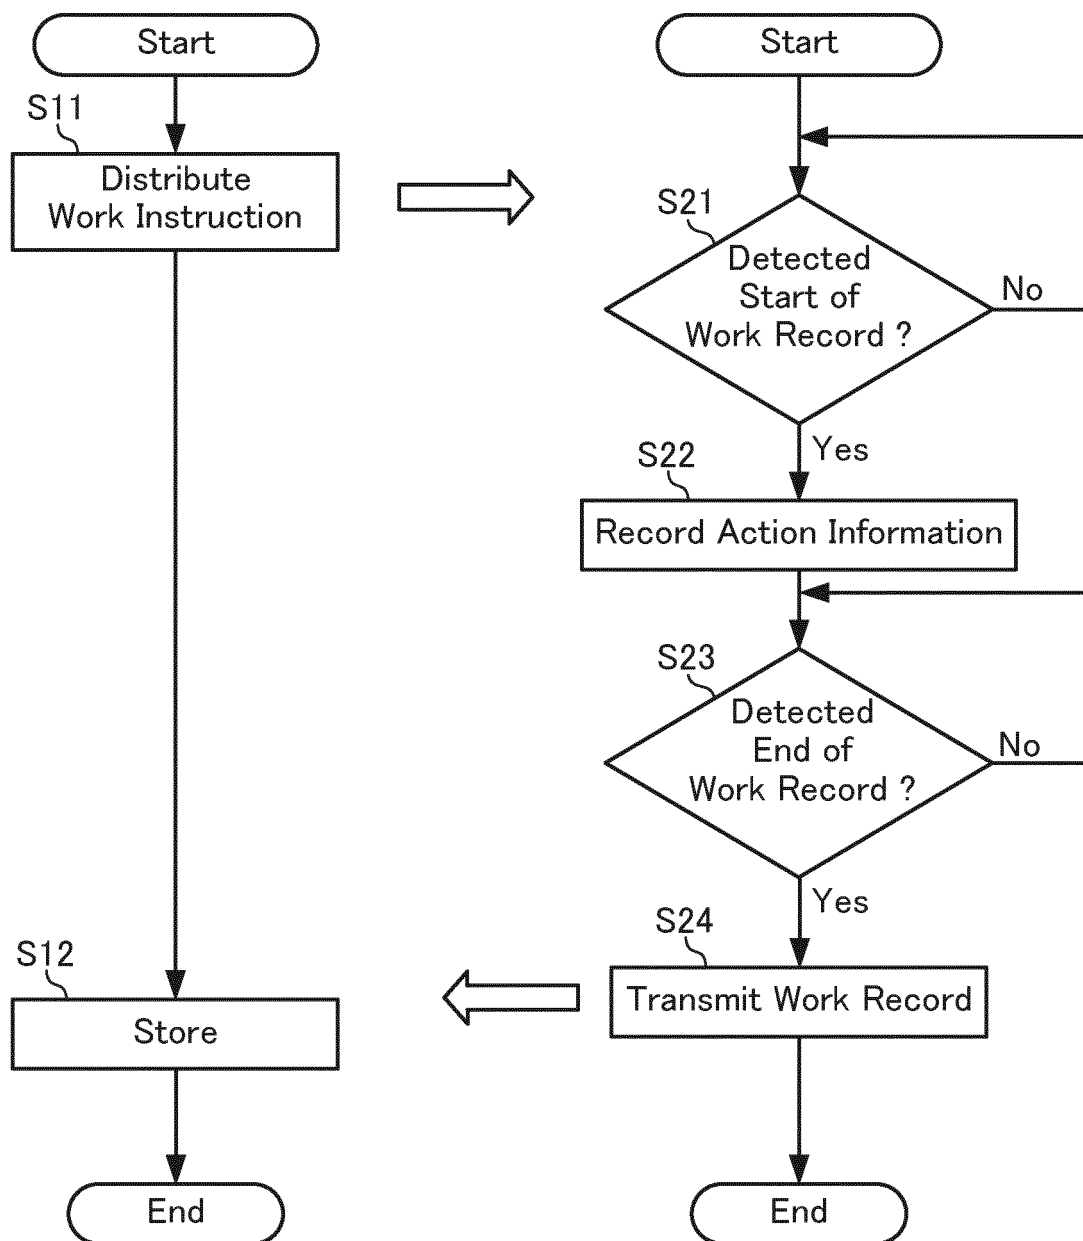 Start
S11
Distribute
Work Instruction
S12
Store
End
Start
S21
Detected
Start of
Work Record ?
No
Yes
S22
Record Action Information
S23
Detected
End of
Work Record ?
No
Yes
S24
Transmit Work Record
End